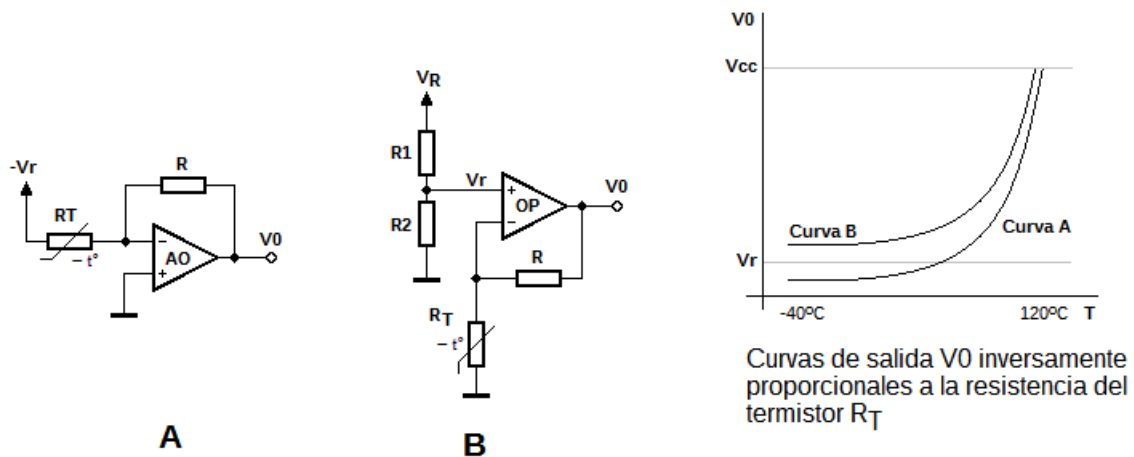 -Vr
R
RT
- t°
AO
V0
A
VR
R1
Vr
R2
OP
V0
R
RT
- t°
B
V0
Vcc
Curva B
Curva A
Vr
-40ºC
120ºC
T
Curvas de salida V0 inversamente
proporcionales a la resistencia del
termistor RT